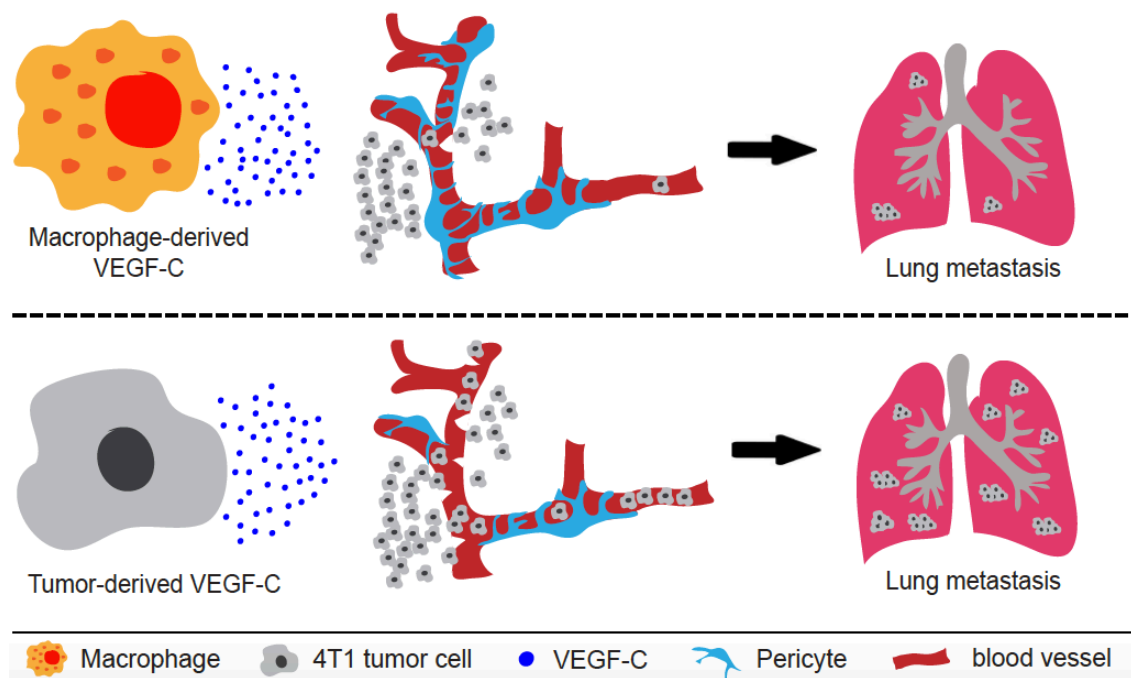 Macrophage-derived
VEGF-C
Lung metastasis
Tumor-derived VEGF-C
Lung metastasis
Macrophage
4T1 tumor cell
VEGF-C
Pericyte
blood vessel